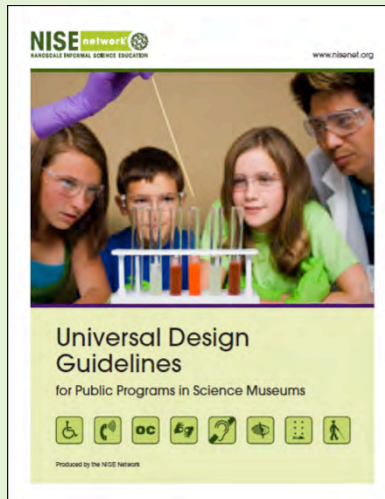 NISE network
NANOSCALE INFORMAL SCIENCE EDUCATION
www.nisenet.org
Universal Design
Guidelines
for Public Programs in Science Museums
OC
Produced by the NISE Network